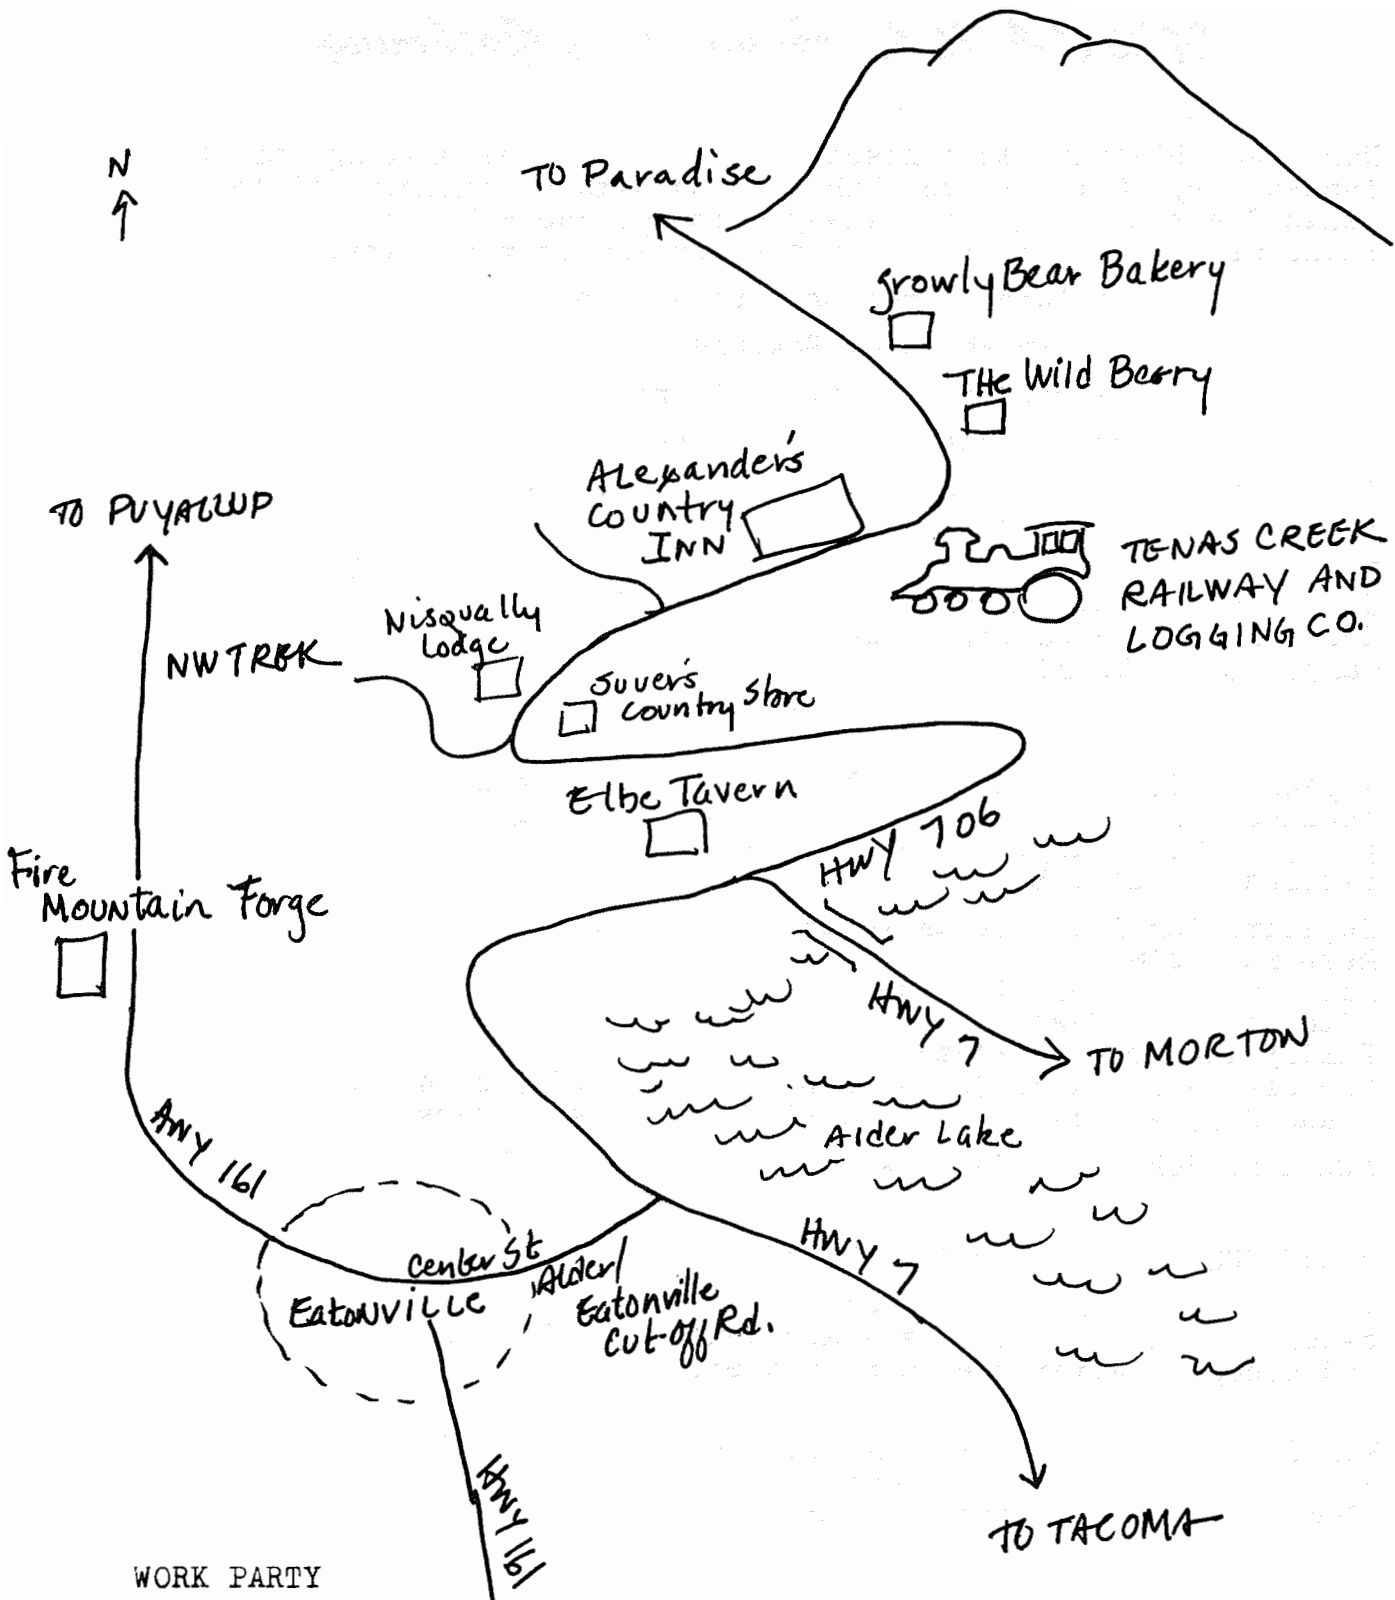 N
TO Paradise
growly Bear Bakery
THe Wild Berry
Alexander's
Country
INN
TO PUYALLUP
TENAS CREEK
RAILWAY AND
LOGGING CO.
Nisqually
Lodge
NW TREK
Suver's
Country Store
Elbe Tavern
HWY 706
Fire
Mountain Forge
HWY 7
TO MORTON
Alder Lake
HWY 161
Center St
Eatonville
Alder/
Eatonville
Cut-off Rd.
HWY 7
HWY 161
TO TACOMA
WORK PARTY